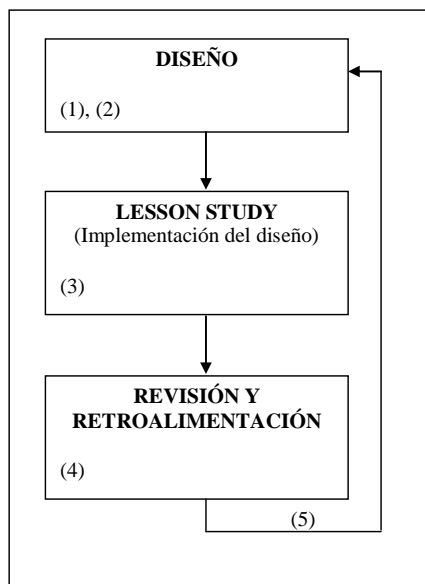 DISEÑO
(1), (2)
LESSON STUDY
(Implementación del diseño)
(3)
REVISIÓN Y
RETROALIMENTACIÓN
(4)
(5)